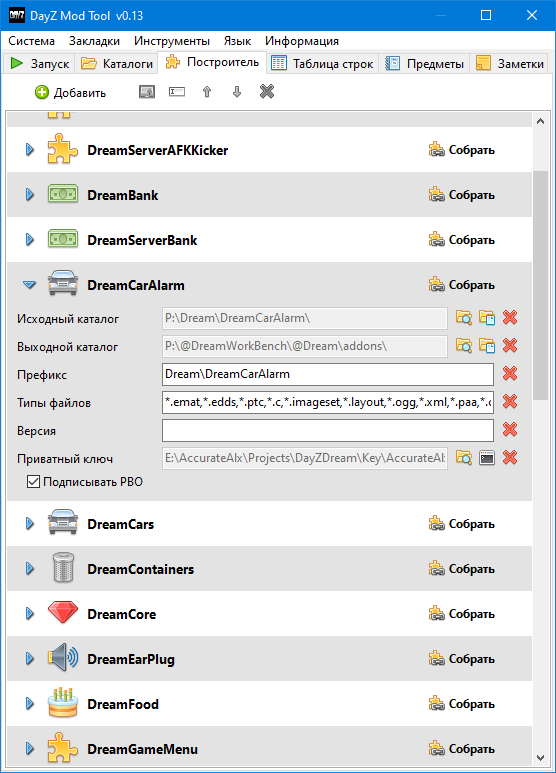 DayZ Mod Tool v0.13
Система Закладки Инструменты Язык Информация
Запуск Каталоги Построитель Таблица строк Предметы Заметки
Добавить
DreamServerAFKKicker Собрать
DreamBank Собрать
DreamServerBank Собрать
DreamCarAlarm Собрать
Исходный каталог P:\Dream\DreamCarAlarm\
Выходной каталог P:\@DreamWorkBench\@Dream\addons\
Префикс Dream\DreamCarAlarm
Типы файлов *.emat,*.edds,*.ptc,*.c,*.imageset,*.layout,*.ogg,*.xml,*.paa,*.c
Версия
Приватный ключ E:\AccurateAlx\Projects\DayZDream\Key\AccurateAl
Подписывать PBO
DreamCars Собрать
DreamContainers Собрать
DreamCore Собрать
DreamEarPlug Собрать
DreamFood Собрать
DreamGameMenu Собрать